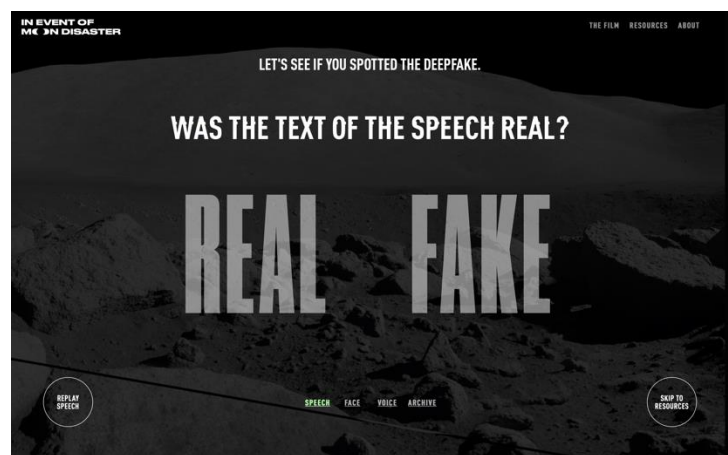 IN EVENT OF
MOON DISASTER
THE FILM RESOURCES ABOUT
LET'S SEE IF YOU SPOTTED THE DEEPFAKE.
WAS THE TEXT OF THE SPEECH REAL?
REAL FAKE
REPLAY
SPEECH
SPEECH FACE VOICE ARCHIVE
SKIP TO
RESOURCES